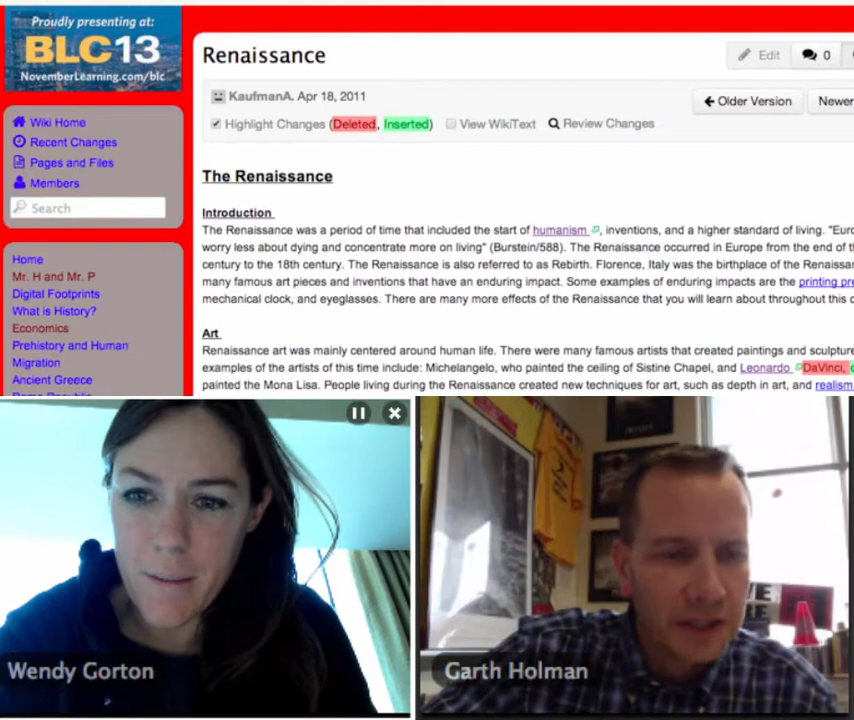 Proudly presenting at:
BLC13
NovemberLearning.com/blc
Wiki Home
Recent Changes
Pages and Files
Members
Search
Home
Mr. H and Mr. P
Digital Footprints
What is History?
Economics
Prehistory and Human
Migration
Ancient Greece
Renaissance
Edit
0
KaufmanA. Apr 18, 2011
Older Version
Newer
Highlight Changes (Deleted, Inserted) View WikiText Review Changes
The Renaissance
Introduction
The Renaissance was a period of time that included the start of humanism, inventions, and a higher standard of living. "Euro
worry less about dying and concentrate more on living" (Burstein/588). The Renaissance occurred in Europe from the end of th
century to the 18th century. The Renaissance is also referred to as Rebirth. Florence, Italy was the birthplace of the Renaissan
many famous art pieces and inventions that have an enduring impact. Some examples of enduring impacts are the printing pre
mechanical clock, and eyeglasses. There are many more effects of the Renaissance that you will learn about throughout this c
Art
Renaissance art was mainly centered around human life. There were many famous artists that created paintings and sculpture
examples of the artists of this time include: Michelangelo, who painted the ceiling of Sistine Chapel, and Leonardo DaVinci,
painted the Mona Lisa. People living during the Renaissance created new techniques for art, such as depth in art, and realism
Wendy Gorton
Garth Holman